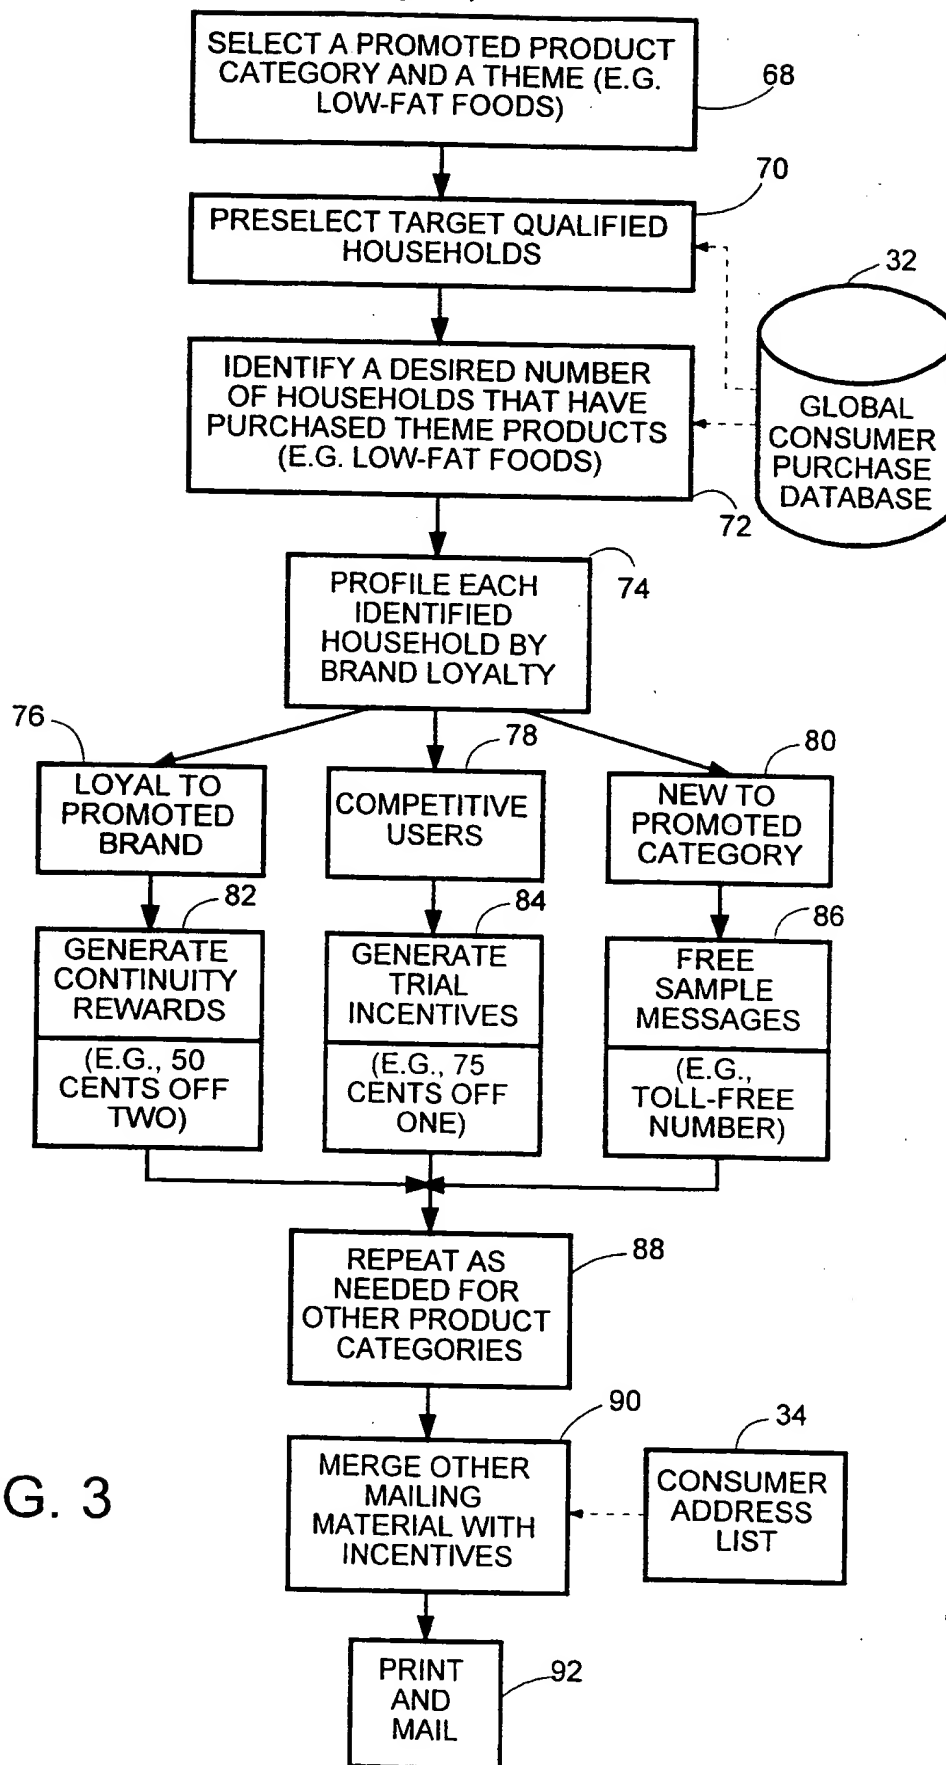 SELECT A PROMOTED PRODUCT
CATEGORY AND A THEME (E.G.
LOW-FAT FOODS)
68
70
PRESELECT TARGET QUALIFIED
HOUSEHOLDS
32
IDENTIFY A DESIRED NUMBER
OF HOUSEHOLDS THAT HAVE
PURCHASED THEME PRODUCTS
(E.G. LOW-FAT FOODS)
GLOBAL
CONSUMER
PURCHASE
DATABASE
72
PROFILE EACH
IDENTIFIED
HOUSEHOLD BY
BRAND LOYALTY
74
76
LOYAL TO
PROMOTED
BRAND
78
COMPETITIVE
USERS
80
NEW TO
PROMOTED
CATEGORY
82
GENERATE
CONTINUITY
REWARDS
(E.G., 50
CENTS OFF
TWO)
84
GENERATE
TRIAL
INCENTIVES
(E.G., 75
CENTS OFF
ONE)
86
FREE
SAMPLE
MESSAGES
(E.G.,
TOLL-FREE
NUMBER)
REPEAT AS
NEEDED FOR
OTHER PRODUCT
CATEGORIES
88
90
MERGE OTHER
MAILING
MATERIAL WITH
INCENTIVES
34
CONSUMER
ADDRESS
LIST
G. 3
PRINT
AND
MAIL
92